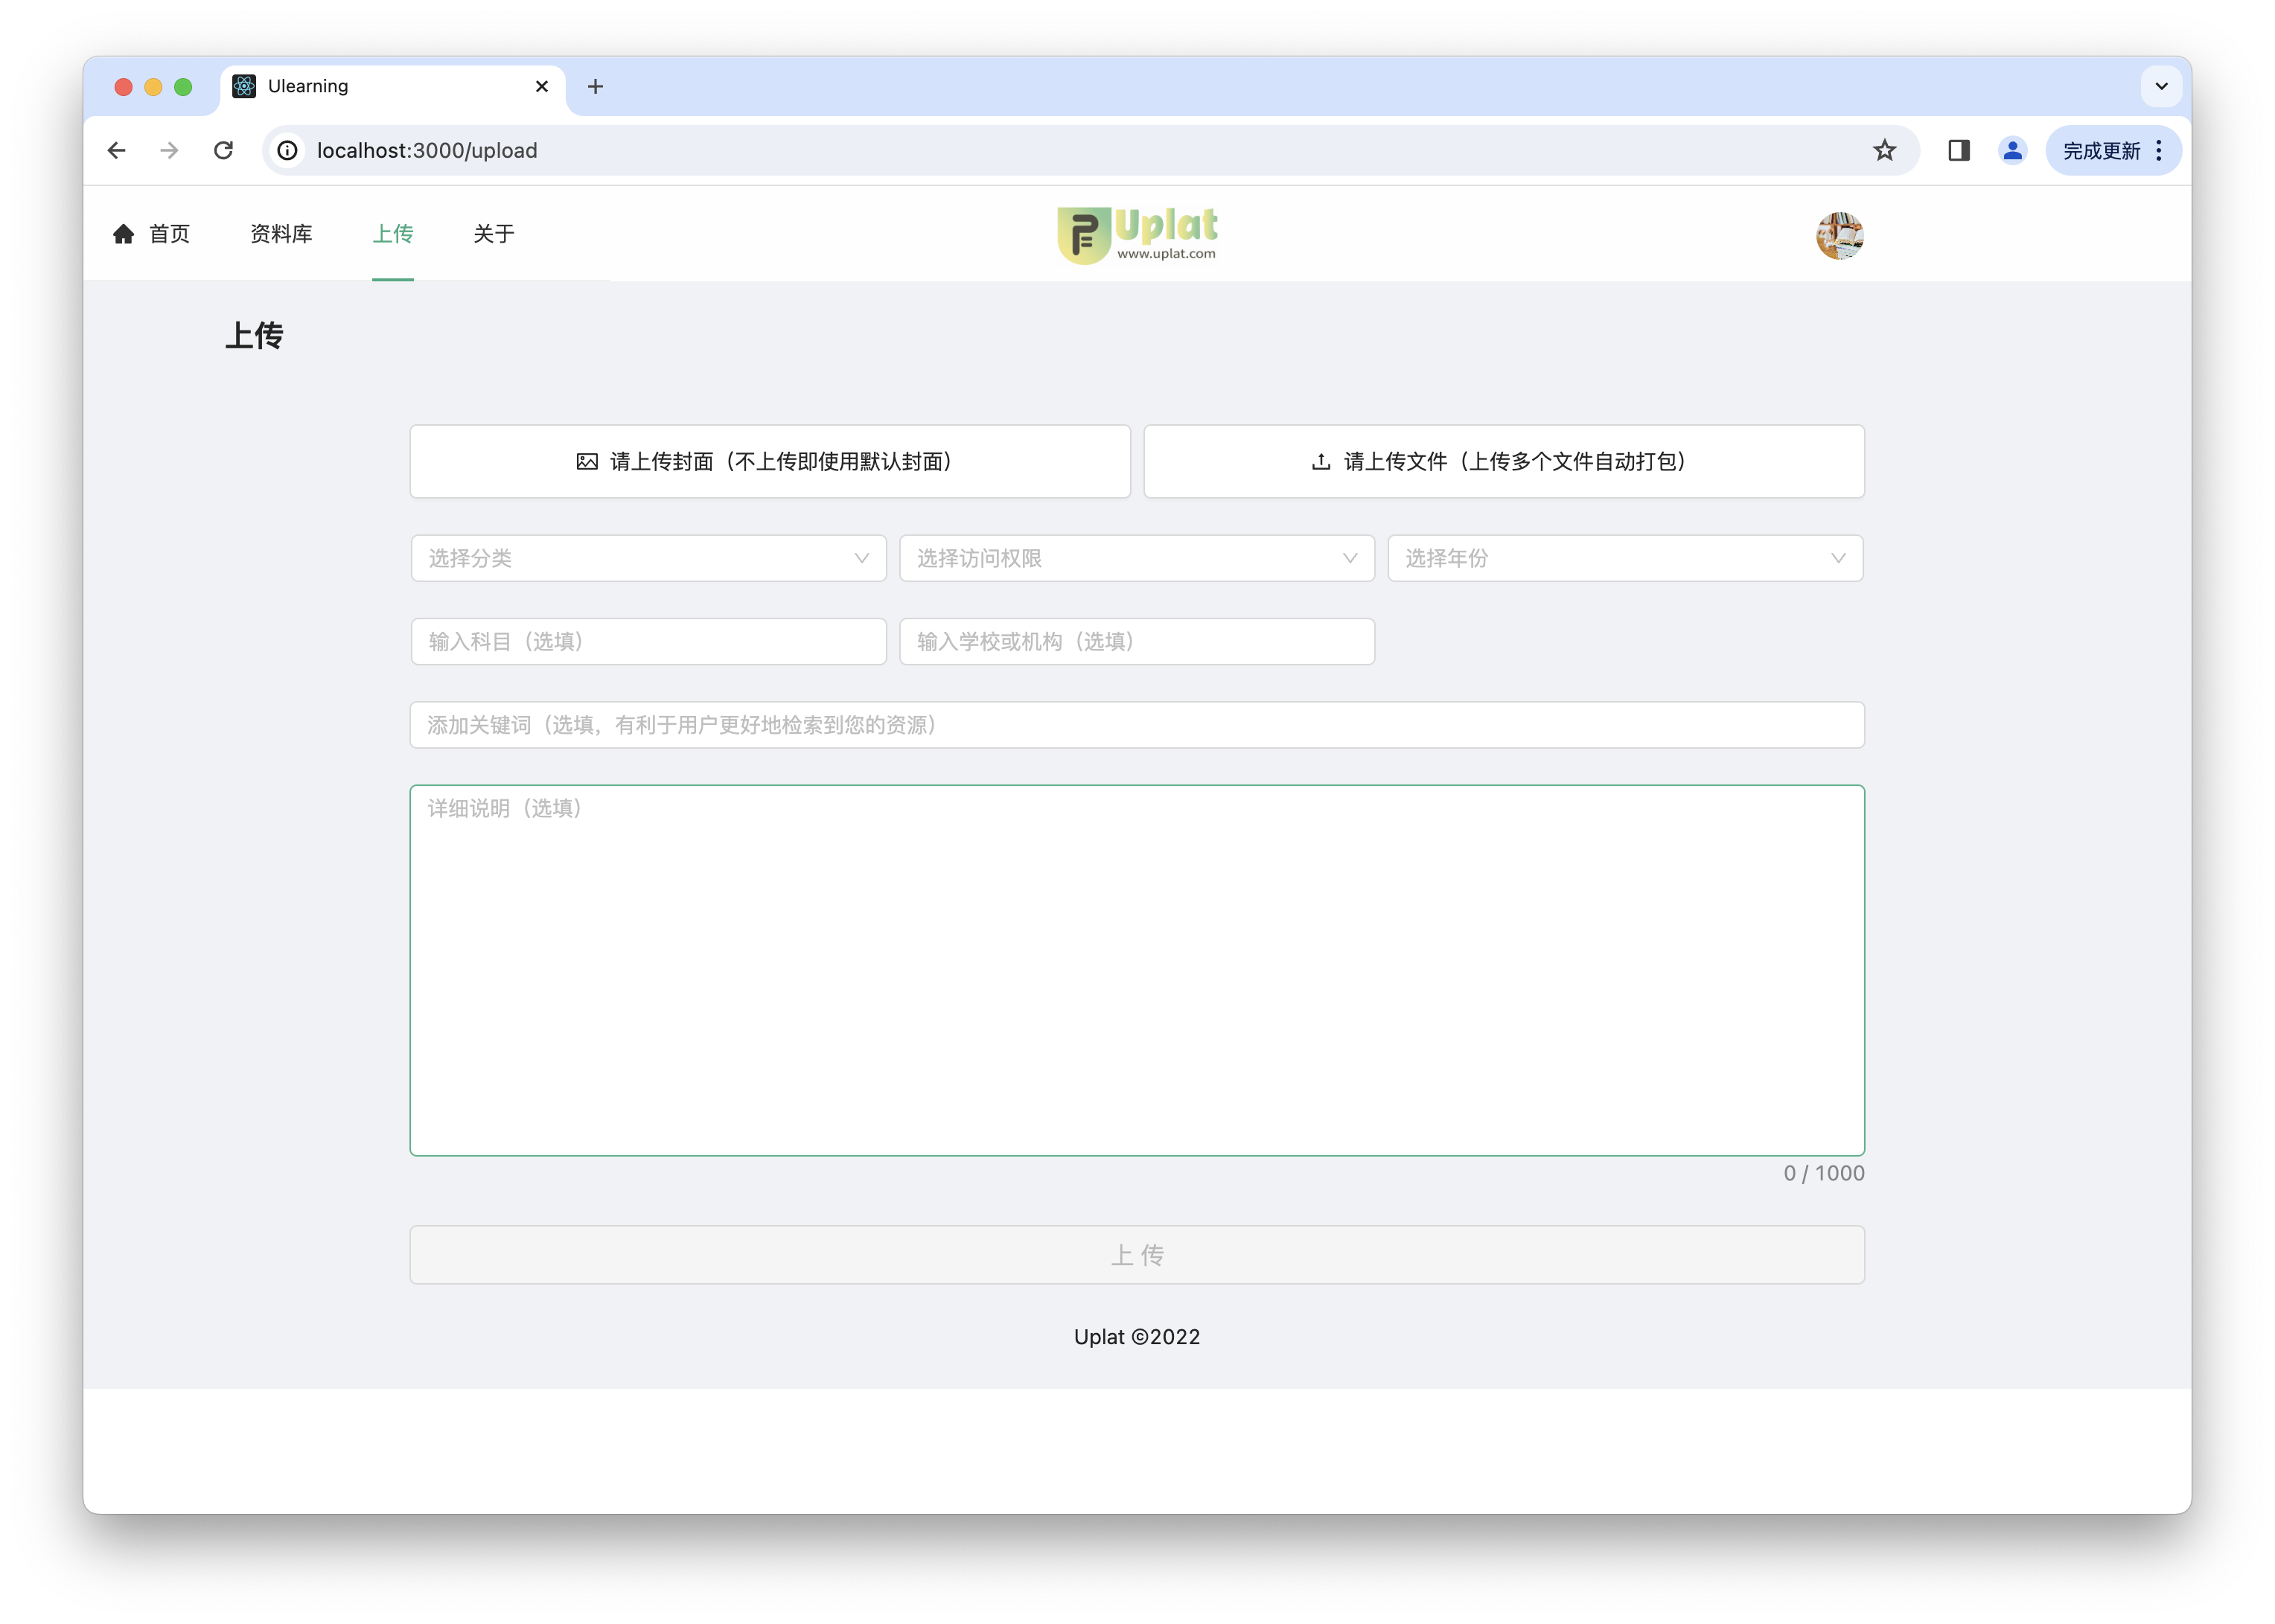 Ulearning
localhost:3000/upload
完成更新
首页 资料库 上传 关于
Uplat
www.uplat.com
上传
请上传封面（不上传即使用默认封面） 请上传文件（上传多个文件自动打包）
选择分类 选择访问权限 选择年份
输入科目（选填） 输入学校或机构（选填）
添加关键词（选填，有利于用户更好地检索到您的资源）
详细说明（选填）
0 / 1000
上 传
Uplat ©2022